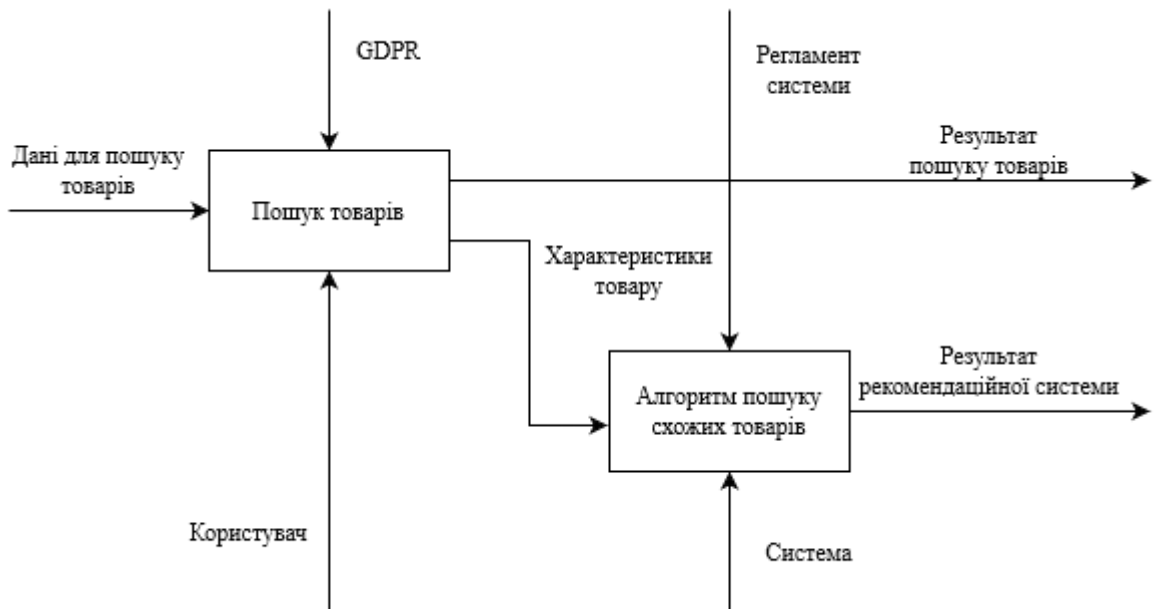 GDPR
Регламент
системи
Дані для пошуку
товарів
Результат
пошуку товарів
Пошук товарів
Характеристики
товару
Результат
рекомендаційної системи
Алгоритм пошуку
схожих товарів
Користувач
Система